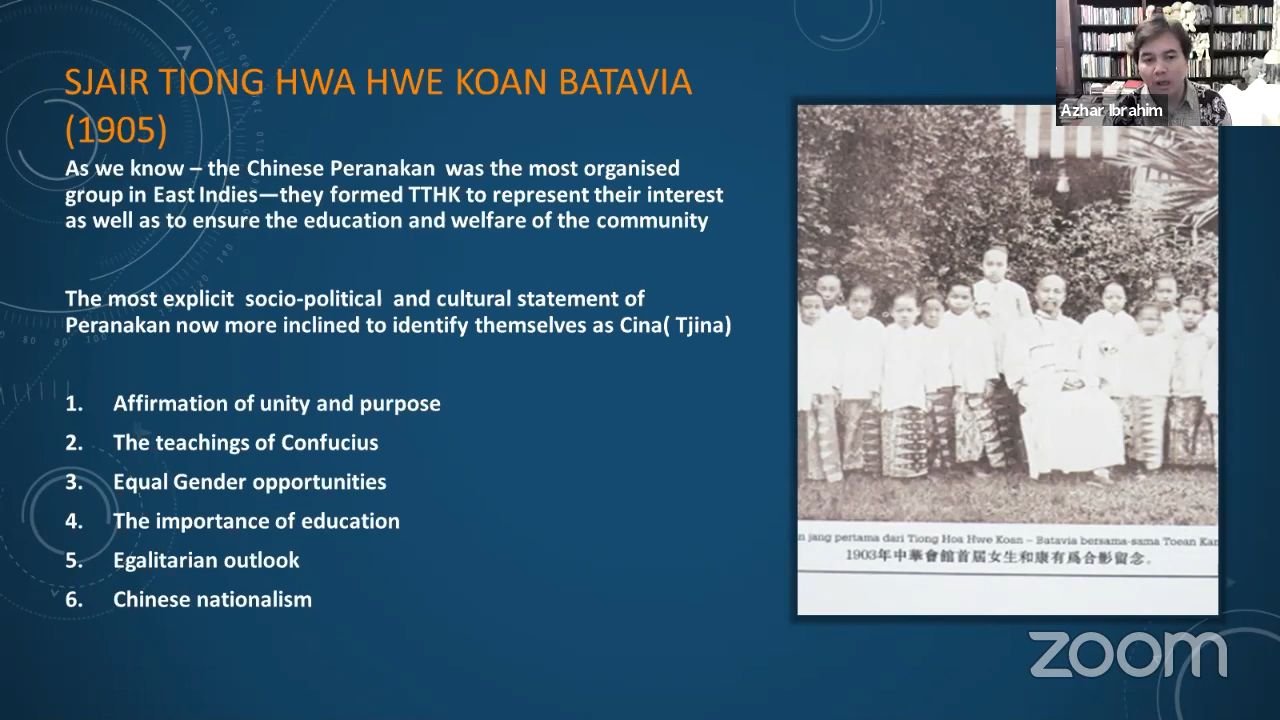 SJAIR TIONG HWA HWE KOAN BATAVIA
(1905)
As we know – the Chinese Peranakan was the most organised
group in East Indies—they formed TTHK to represent their interest
as well as to ensure the education and welfare of the community
The most explicit socio-political and cultural statement of
Peranakan now more inclined to identify themselves as Cina( Tjina)
1. Affirmation of unity and purpose
2. The teachings of Confucius
3. Equal Gender opportunities
4. The importance of education
5. Egalitarian outlook
6. Chinese nationalism
Azhar Ibrahim
n jang pertama dari Tiong Hoa Hwe Koan – Batavia bersama-sama Toean Kan
1903年中華會館首屆女生和康有爲合影留念。
zoom